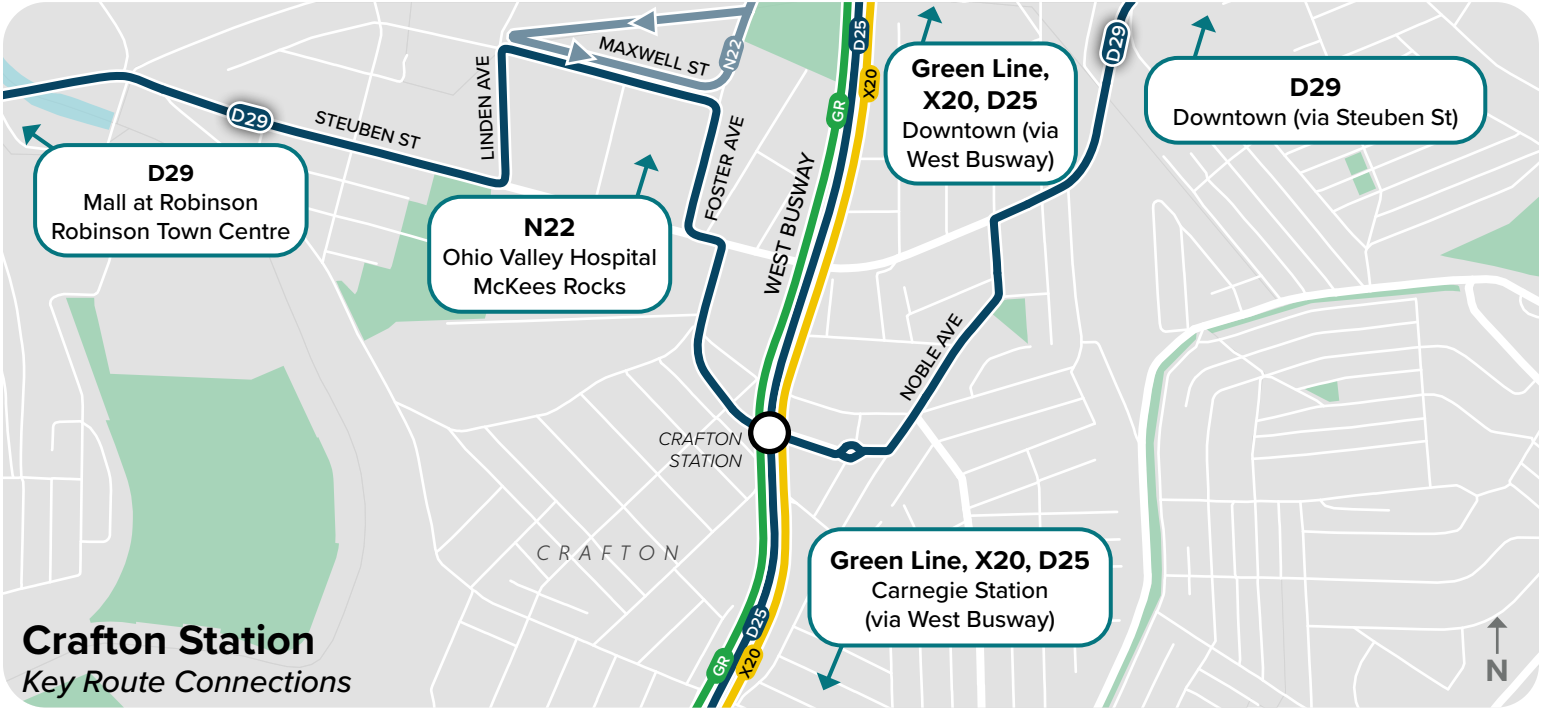 D25
X20
GR
N22
D29
MAXWELL ST
LINDEN AVE
D29
STEUBEN ST
FOSTER AVE
WEST BUSWAY
Green Line,
X20, D25
Downtown (via
West Busway)
D29
Downtown (via Steuben St)
D29
Mall at Robinson
Robinson Town Centre
N22
Ohio Valley Hospital
McKees Rocks
NOBLE AVE
CRAFTON
STATION
CRAFTON
Green Line, X20, D25
Carnegie Station
(via West Busway)
D25
GR
X20
Crafton Station
Key Route Connections
N